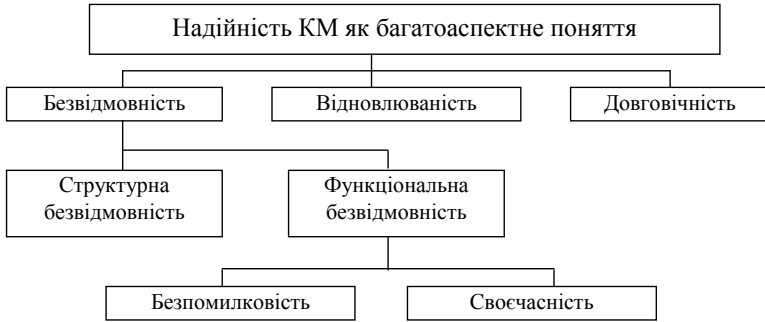 Надійність КМ як багатоаспектне поняття
Безвідмовність
Відновлюваність
Довговічність
Структурна
безвідмовність
Функціональна
безвідмовність
Безпомилковість
Своєчасність